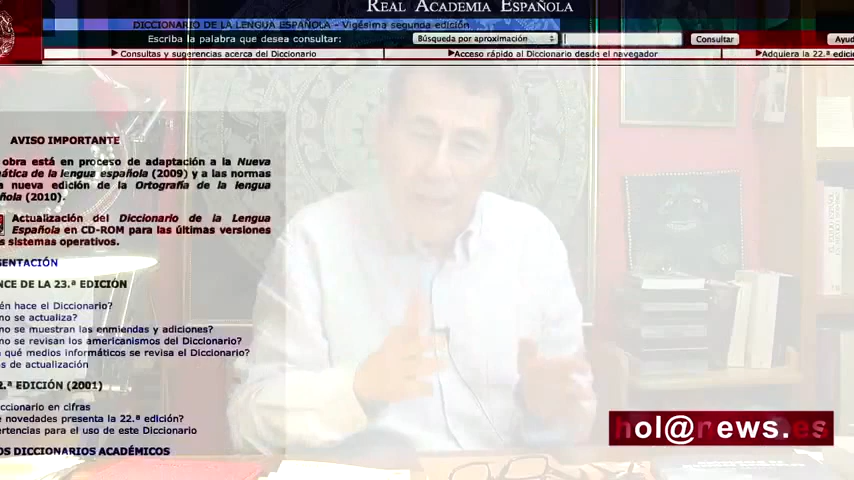 REAL ACADEMIA ESPAÑOLA
DICCIONARIO DE LA LENGUA ESPAÑOLA - Vigésima segunda edición
Escriba la palabra que desea consultar: Búsqueda por aproximación Consultar Ayud
Consultas y sugerencias acerca del Diccionario Acceso rápido al Diccionario desde el navegador Adquiera la 22.ª edició
AVISO IMPORTANTE
obra está en proceso de adaptación a la Nueva
mática de la lengua española (2009) y a las normas
a nueva edición de la Ortografía de la lengua
ñola (2010).
Actualización del Diccionario de la Lengua
Española en CD-ROM para las últimas versiones
s sistemas operativos.
SENTACIÓN
NCE DE LA 23.ª EDICIÓN
én hace el Diccionario?
mo se actualiza?
mo se muestran las enmiendas y adiciones?
mo se revisan los americanismos del Diccionario?
qué medios informáticos se revisa el Diccionario?
s de actualización
2.ª EDICIÓN (2001)
ccionario en cifras
e novedades presenta la 22.ª edición?
ertencias para el uso de este Diccionario
OS DICCIONARIOS ACADÉMICOS
hol@news.es